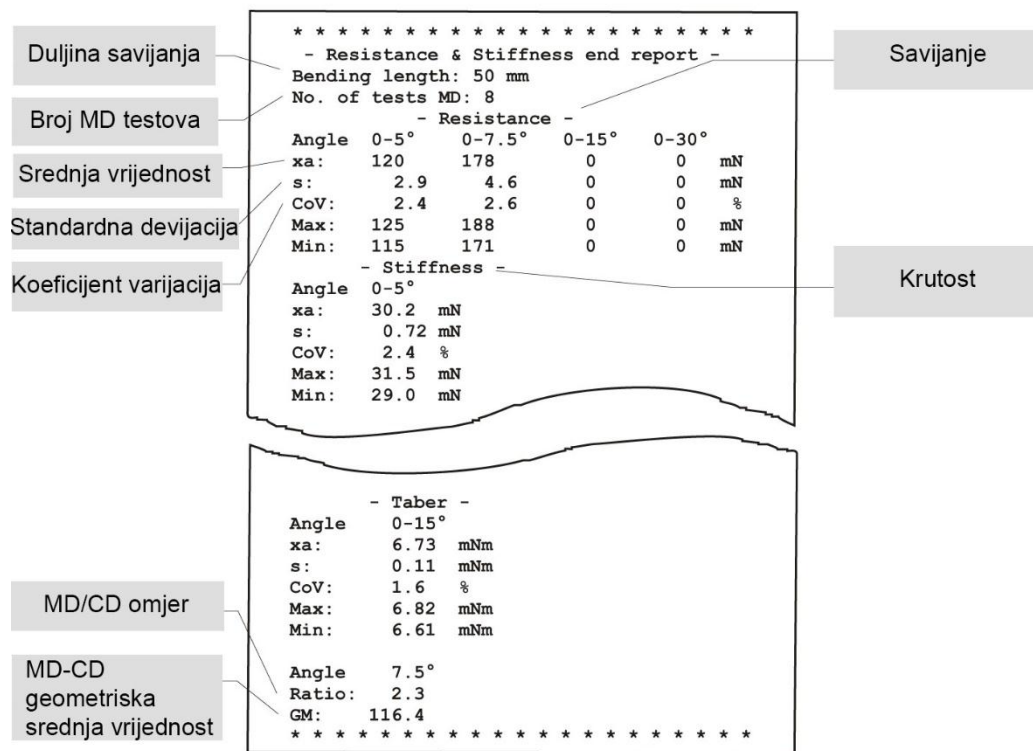 Duljina savijanja
Broj MD testova
Srednja vrijednost
Standardna devijacija
Koeficijent varijacija
* * * * * * * * * * * * * * * * * * * *
- Resistance & Stiffness end report -
Bending length: 50 mm
No. of tests MD: 8
- Resistance -
Angle 0-5° 0-7.5° 0-15° 0-30°
xa: 120 178 0 0 mN
s: 2.9 4.6 0 0 mN
CoV: 2.4 2.6 0 0 %
Max: 125 188 0 0 mN
Min: 115 171 0 0 mN
- Stiffness -
Angle 0-5°
xa: 30.2 mN
s: 0.72 mN
CoV: 2.4 %
Max: 31.5 mN
Min: 29.0 mN
Savijanje
Krutost
- Taber -
Angle 0-15°
xa: 6.73 mNm
s: 0.11 mNm
CoV: 1.6 %
Max: 6.82 mNm
Min: 6.61 mNm
Angle 7.5°
Ratio: 2.3
GM: 116.4
* * * * * * * * * * * * * * * * * * * *
MD/CD omjer
MD-CD
geometriska
srednja vrijednost